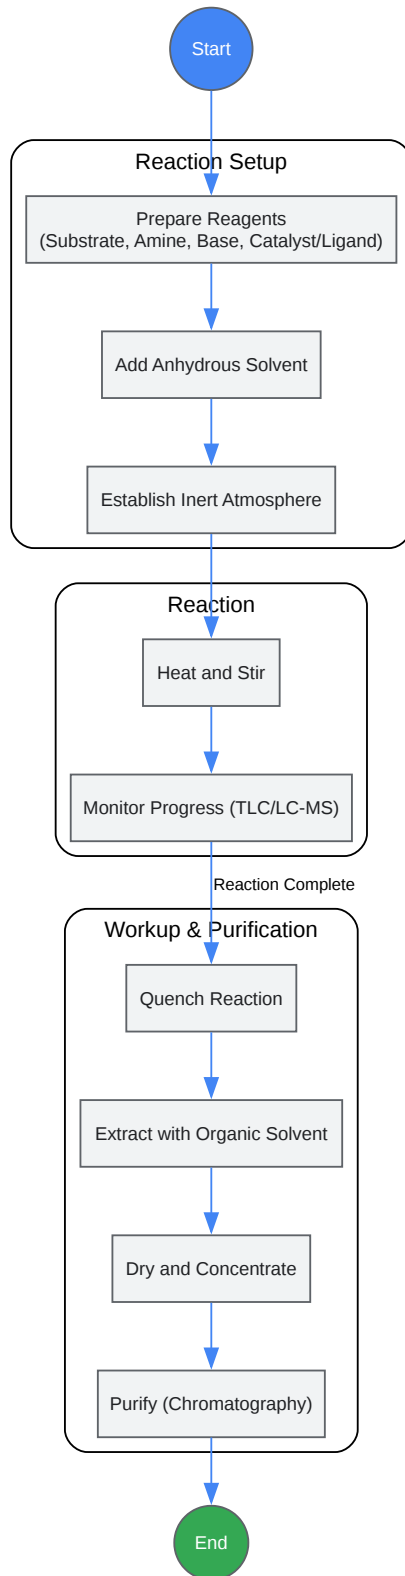 Start
Reaction Setup
Prepare Reagents
(Substrate, Amine, Base, Catalyst/Ligand)
Add Anhydrous Solvent
Establish Inert Atmosphere
Reaction
Heat and Stir
Monitor Progress (TLC/LC-MS)
Reaction Complete
Workup & Purification
Quench Reaction
Extract with Organic Solvent
Dry and Concentrate
Purify (Chromatography)
End